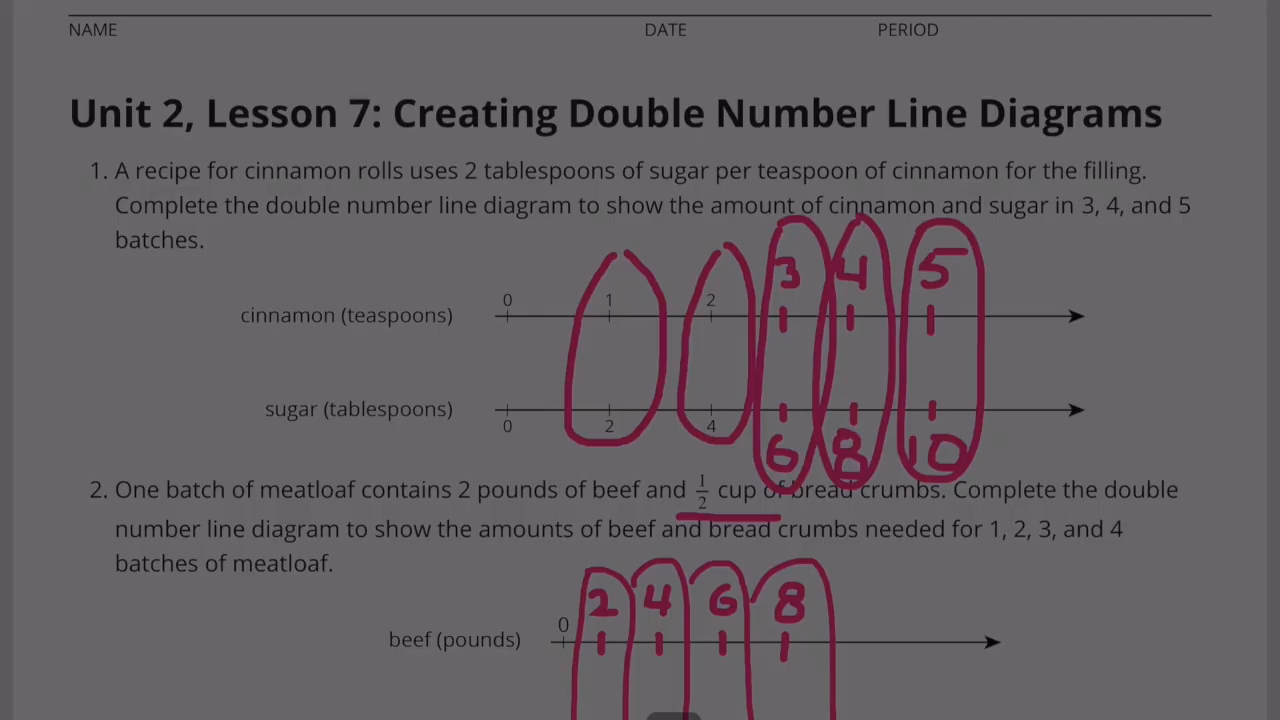 NAME DATE PERIOD
Unit 2, Lesson 7: Creating Double Number Line Diagrams
1. A recipe for cinnamon rolls uses 2 tablespoons of sugar per teaspoon of cinnamon for the filling.
Complete the double number line diagram to show the amount of cinnamon and sugar in 3, 4, and 5
batches.
3 4 5
0 1 2
cinnamon (teaspoons)
sugar (tablespoons)
0 2 4
6 8 10
2. One batch of meatloaf contains 2 pounds of beef and 1/2 cup of bread crumbs. Complete the double
number line diagram to show the amounts of beef and bread crumbs needed for 1, 2, 3, and 4
batches of meatloaf.
2 4 6 8
0
beef (pounds)